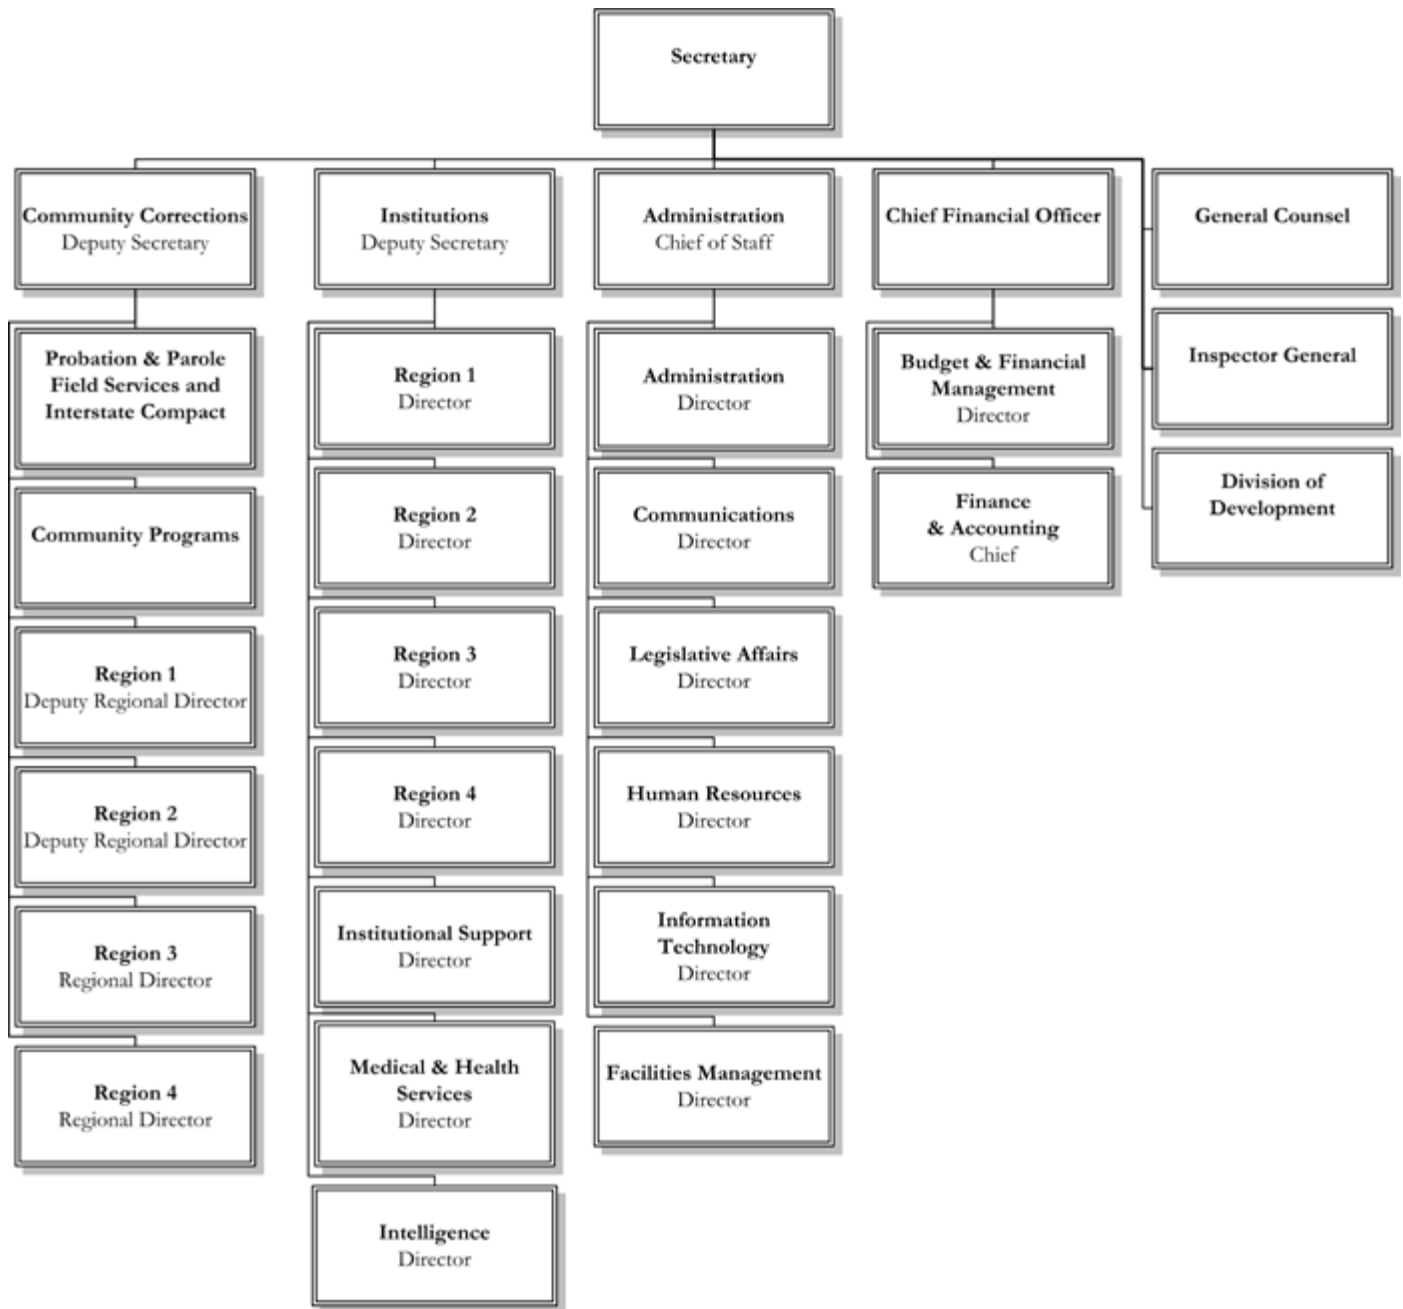 Secretary
Community Corrections
Deputy Secretary
Institutions
Deputy Secretary
Administration
Chief of Staff
Chief Financial Officer
General Counsel
Probation & Parole
Field Services and
Interstate Compact
Community Programs
Region 1
Deputy Regional Director
Region 2
Deputy Regional Director
Region 3
Regional Director
Region 4
Regional Director
Region 1
Director
Region 2
Director
Region 3
Director
Region 4
Director
Institutional Support
Director
Medical & Health
Services
Director
Intelligence
Director
Administration
Director
Communications
Director
Legislative Affairs
Director
Human Resources
Director
Information
Technology
Director
Facilities Management
Director
Budget & Financial
Management
Director
Finance
& Accounting
Chief
Inspector General
Division of
Development